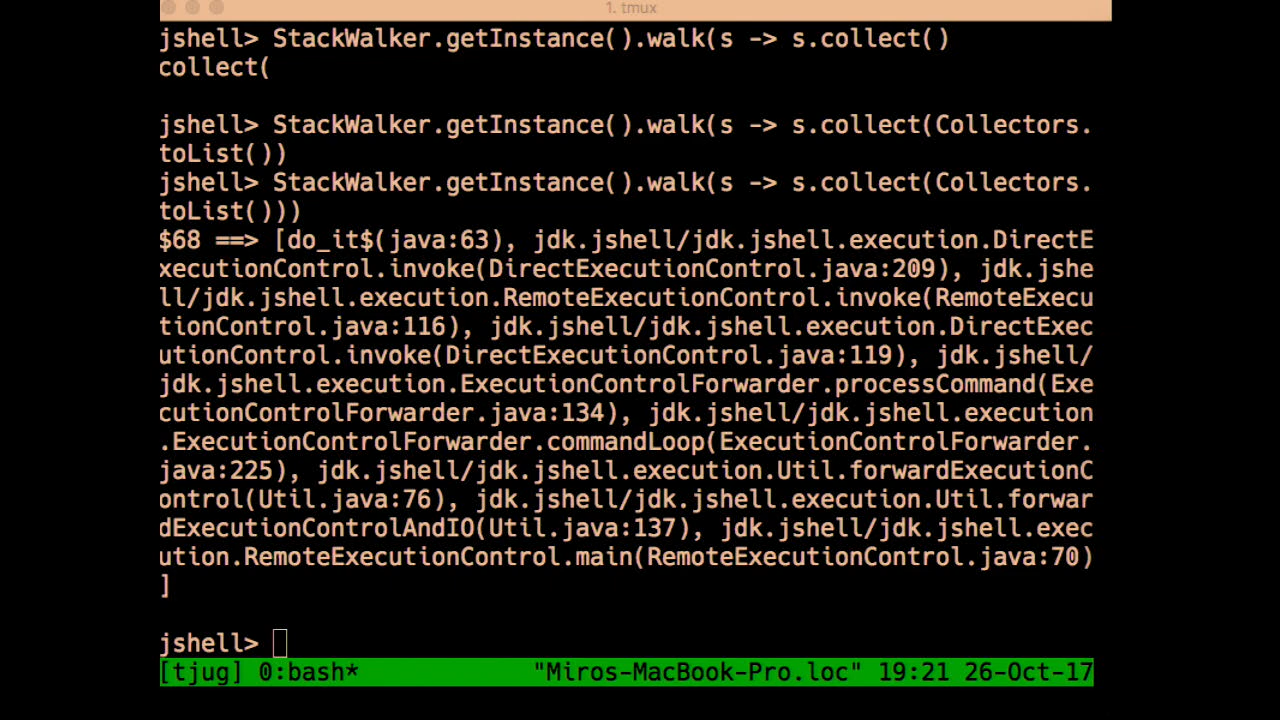 1. tmux
jshell> StackWalker.getInstance().walk(s -> s.collect()
collect(
jshell> StackWalker.getInstance().walk(s -> s.collect(Collectors.
toList())
jshell> StackWalker.getInstance().walk(s -> s.collect(Collectors.
toList()))
$68 ==> [do_it$(java:63), jdk.jshell/jdk.jshell.execution.DirectE
xecutionControl.invoke(DirectExecutionControl.java:209), jdk.jshe
ll/jdk.jshell.execution.RemoteExecutionControl.invoke(RemoteExecu
tionControl.java:116), jdk.jshell/jdk.jshell.execution.DirectExec
utionControl.invoke(DirectExecutionControl.java:119), jdk.jshell/
jdk.jshell.execution.ExecutionControlForwarder.processCommand(Exe
cutionControlForwarder.java:134), jdk.jshell/jdk.jshell.execution
.ExecutionControlForwarder.commandLoop(ExecutionControlForwarder.
java:225), jdk.jshell/jdk.jshell.execution.Util.forwardExecutionC
ontrol(Util.java:76), jdk.jshell/jdk.jshell.execution.Util.forwar
dExecutionControlAndIO(Util.java:137), jdk.jshell/jdk.jshell.exec
ution.RemoteExecutionControl.main(RemoteExecutionControl.java:70)
]
jshell>
[tjug] 0:bash* "Miros-MacBook-Pro.loc" 19:21 26-Oct-17